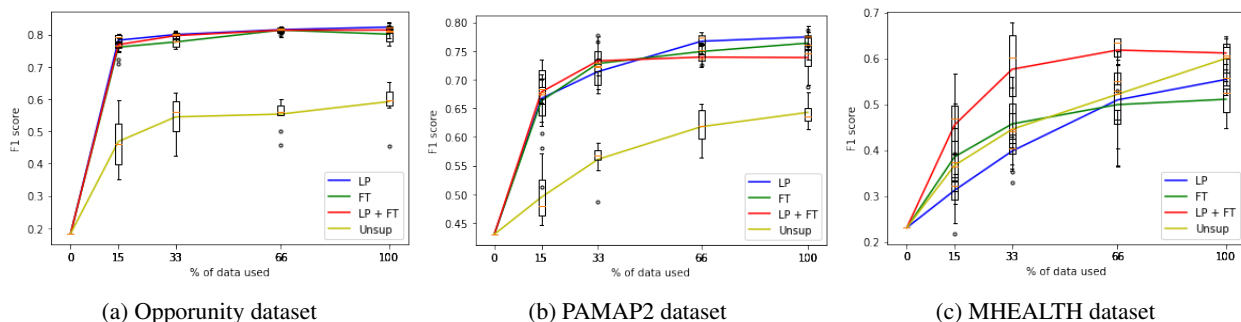 0.8
0.7
0.6
0.5
0.4
0.3
0.2
F1 score
LP
FT
LP + FT
Unsup
0
15
33
66
100
% of data used
(a) Opporunity dataset
0.80
0.75
0.70
0.65
0.60
0.55
0.50
0.45
F1 score
LP
FT
LP + FT
Unsup
0
15
33
66
100
% of data used
(b) PAMAP2 dataset
0.7
0.6
0.5
0.4
0.3
0.2
F1 score
LP
FT
LP + FT
Unsup
0
15
33
66
100
% of data used
(c) MHEALTH dataset